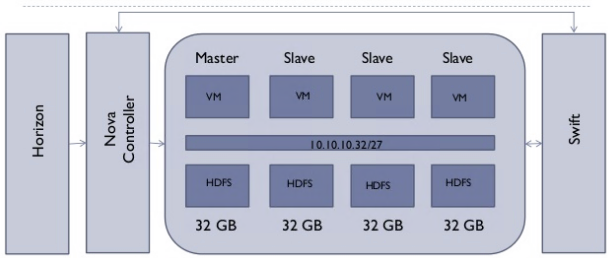 Horizon
Nova
Controller
Master Slave Slave Slave
VM VM VM VM
10.10.10.32/27
HDFS HDFS HDFS HDFS
32 GB 32 GB 32 GB 32 GB
Swift